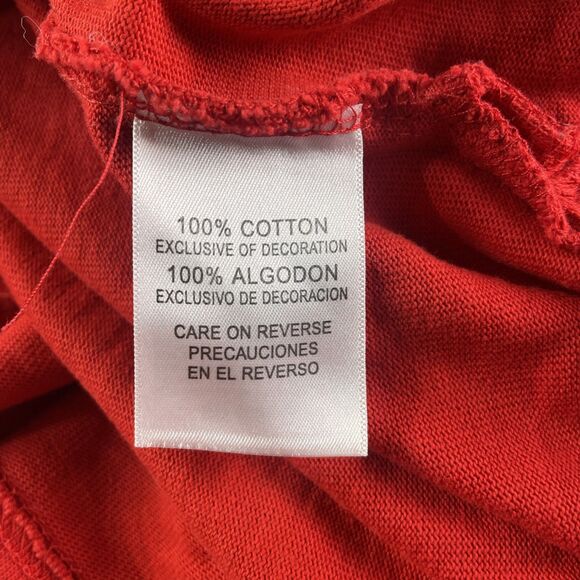 100% COTTON
EXCLUSIVE OF DECORATION
100% ALGODON
EXCLUSIVO DE DECORACION
CARE ON REVERSE
PRECAUCIONES
EN EL REVERSO